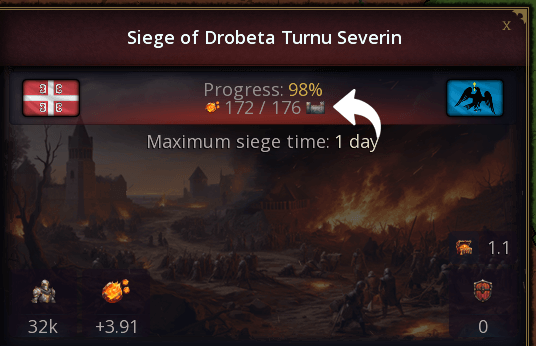 Siege of Drobeta Turnu Severin
x
Progress: 98%
172 / 176
Maximum siege time: 1 day
1.1
32k
+3.91
0